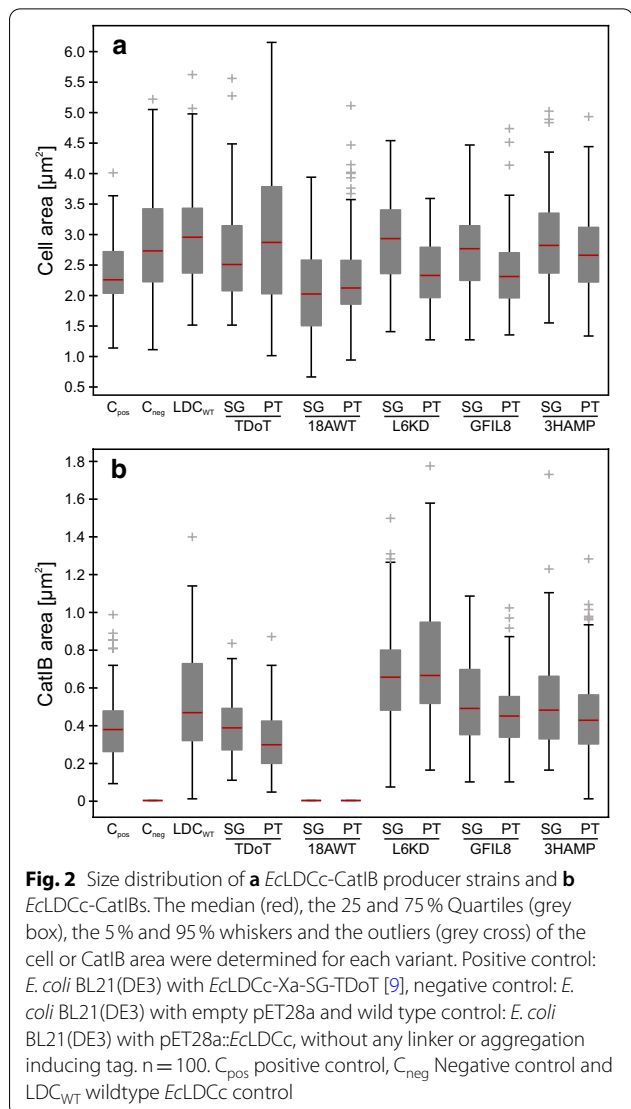 a
Cell area [µm²]
6.0
5.5
5.0
4.5
4.0
3.5
3.0
2.5
2.0
1.5
1.0
0.5
Cpos Cneg LDCWT SG PT SG PT SG PT SG PT SG PT
TDoT 18AWT L6KD GFIL8 3HAMP
b
CatIB area [µm²]
1.8
1.6
1.4
1.2
1.0
0.8
0.6
0.4
0.2
0
Cpos Cneg LDCWT SG PT SG PT SG PT SG PT SG PT
TDoT 18AWT L6KD GFIL8 3HAMP
Fig. 2 Size distribution of a EcLDCc-CatIB producer strains and b
EcLDCc-CatIBs. The median (red), the 25 and 75% Quartiles (grey
box), the 5% and 95% whiskers and the outliers (grey cross) of the
cell or CatIB area were determined for each variant. Positive control:
E. coli BL21(DE3) with EcLDCc-Xa-SG-TDoT [9], negative control: E.
coli BL21(DE3) with empty pET28a and wild type control: E. coli
BL21(DE3) with pET28a::EcLDCc, without any linker or aggregation
inducing tag. n = 100. Cpos positive control, Cneg Negative control and
LDCWT wildtype EcLDCc control